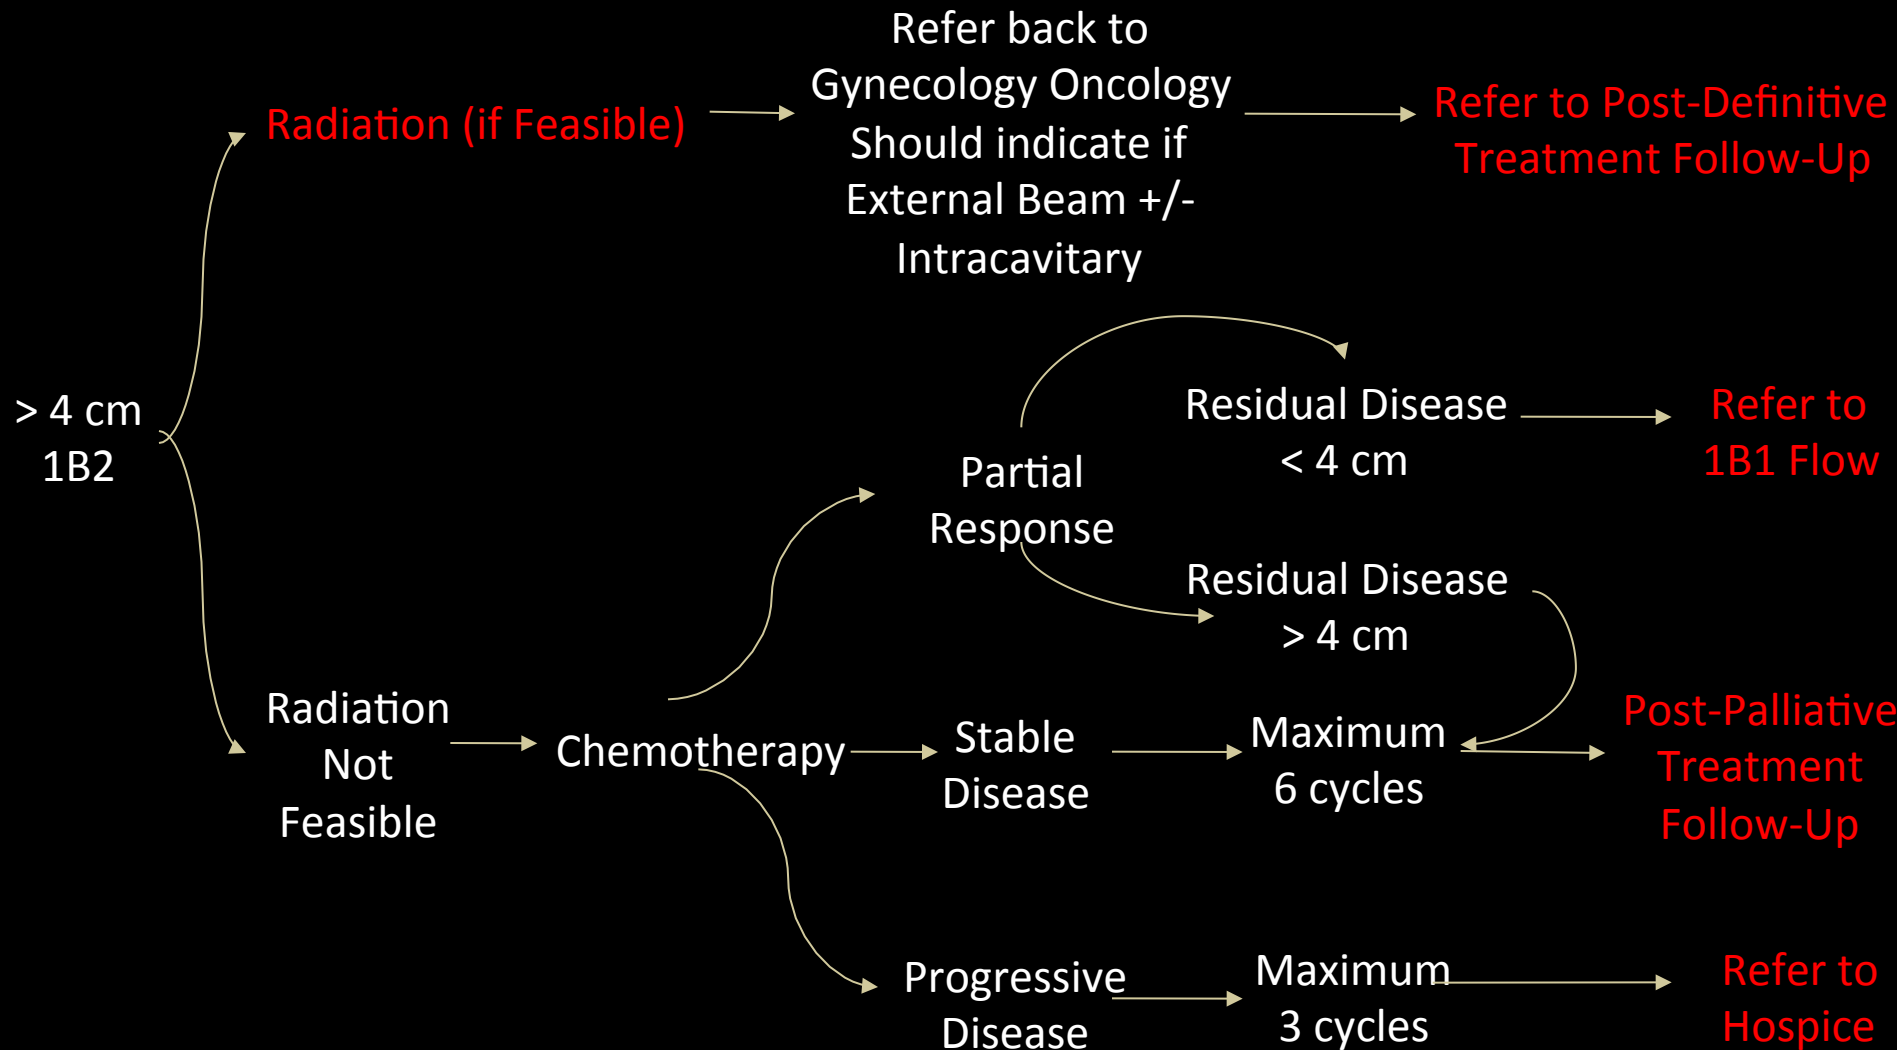 Refer back to
Gynecology Oncology
Should indicate if
External Beam +/-
Intracavitary
Radiation (if Feasible)
Refer to Post-Definitive
Treatment Follow-Up
> 4 cm
1B2
Partial
Response
Residual Disease
< 4 cm
Refer to
1B1 Flow
Residual Disease
> 4 cm
Radiation
Not
Feasible
Chemotherapy
Stable
Disease
Maximum
6 cycles
Post-Palliative
Treatment
Follow-Up
Progressive
Disease
Maximum
3 cycles
Refer to
Hospice